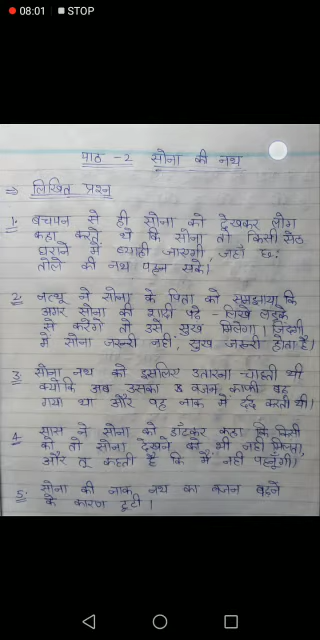 08:01 STOP
पाठ -2 सोना की नथ
⇒ लिखित प्रश्न
1. बचपन से ही सोना को देखकर लोग
कहा करते थे कि सोना तो किसी सेठ
घराने में ब्याही जाएगी जहाँ छः
तोले की नथ पहन सके।
2. नत्थू ने सोना के पिता को समझाया कि
अगर सोना की शादी पढे - लिखे लड़के
से करेंगे तो उसे सुख मिलेगा। जिंदगी
में सोना जरूरी नहीं, सुख जरूरी होता है।
3. सोना नथ को इसलिए उतारना चाहती थी
क्योंकि अब उसका वजन काफी बढ़
गया था और वह नाक में दर्द करती थी।
4. सास ने सोना को डाँटकर कहा कि किसी
को तो सोना देखने को भी नहीं मिलता,
और तू कहती है कि मैं नहीं पहनूँगी।
5. सोना की नाक नथ का वजन बढ़ने
के कारण टूटी।